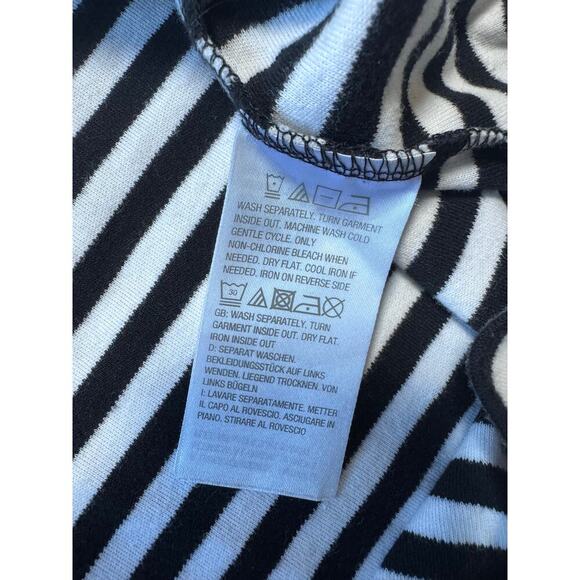 WASH SEPARATELY. TURN GARMENT
INSIDE OUT. MACHINE WASH COLD
GENTLE CYCLE. ONLY
NON-CHLORINE BLEACH WHEN
NEEDED. DRY FLAT. COOL IRON IF
NEEDED. IRON ON REVERSE SIDE
30
GB: WASH SEPARATELY. TURN
GARMENT INSIDE OUT. DRY FLAT.
IRON INSIDE OUT
D: SEPARAT WASCHEN.
BEKLEIDUNGSSTÜCK AUF LINKS
WENDEN. LIEGEND TROCKNEN. VON
LINKS BÜGELN
I: LAVARE SEPARATAMENTE. METTER
IL CAPO AL ROVESCIO. ASCIUGARE IN
PIANO. STIRARE AL ROVESCIO